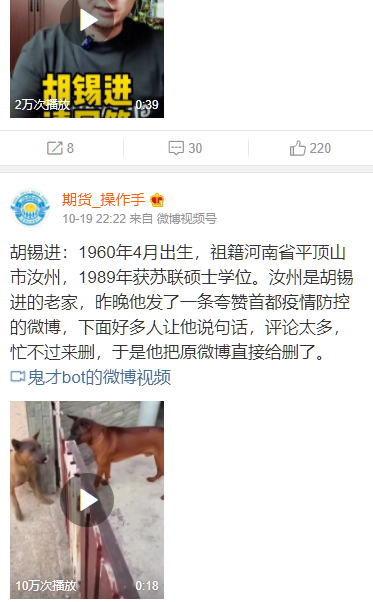 胡锡进
2万次播放
0:39
8
30
220
期货_操作手
10-19 22:22 来自 微博视频号
胡锡进：1960年4月出生，祖籍河南省平顶山
市汝州，1989年获苏联硕士学位。汝州是胡锡
进的老家，昨晚他发了一条夸赞首都疫情防控
的微博，下面好多人让他说句话，评论太多，
忙不过来删，于是他把原微博直接给删了。
鬼才bot的微博视频
10万次播放
0:18